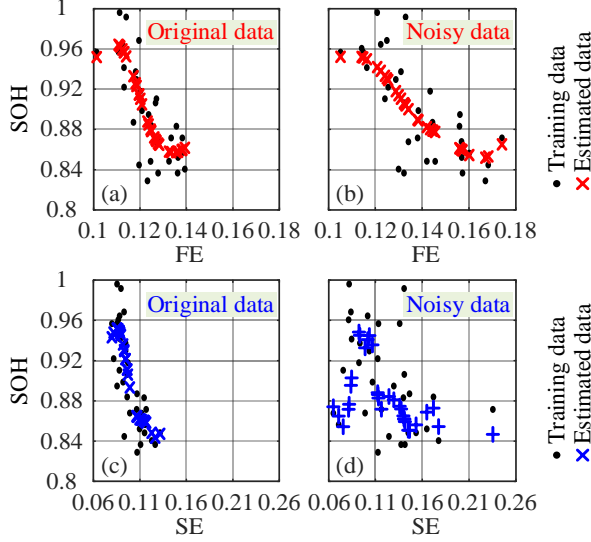 1
0.96
0.92
0.88
0.84
0.8
SOH
Original data
(a)
0.1 0.12 0.14 0.16 0.18
FE
Noisy data
(b)
0.1 0.12 0.14 0.16 0.18
FE
Training data
Estimated data
1
0.96
0.92
0.88
0.84
0.8
SOH
Original data
(c)
0.06 0.11 0.16 0.21 0.26
SE
Noisy data
(d)
0.06 0.11 0.16 0.21 0.26
SE
Training data
Estimated data